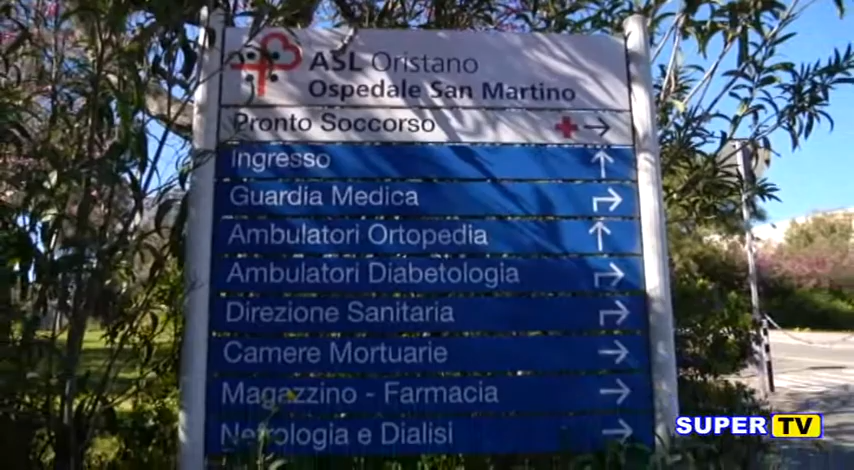 ASL Oristano
Ospedale San Martino
Pronto Soccorso
Ingresso
Guardia Medica
Ambulatori Ortopedia
Ambulatori Diabetologia
Direzione Sanitaria
Camere Mortuarie
Magazzino - Farmacia
Nefrologia e Dialisi
SUPER TV